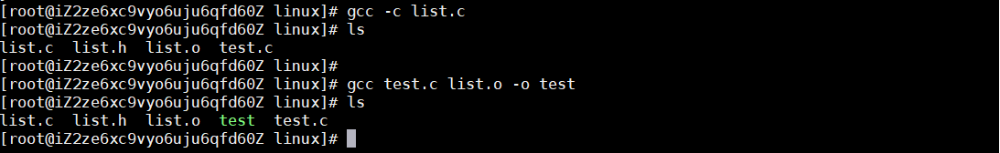 [root@iZ2ze6xc9vyo6uju6qfd60Z linux]# gcc -c list.c
[root@iZ2ze6xc9vyo6uju6qfd60Z linux]# ls
list.c  list.h  list.o  test.c
[root@iZ2ze6xc9vyo6uju6qfd60Z linux]#
[root@iZ2ze6xc9vyo6uju6qfd60Z linux]# gcc test.c list.o -o test
[root@iZ2ze6xc9vyo6uju6qfd60Z linux]# ls
list.c  list.h  list.o  test  test.c
[root@iZ2ze6xc9vyo6uju6qfd60Z linux]#